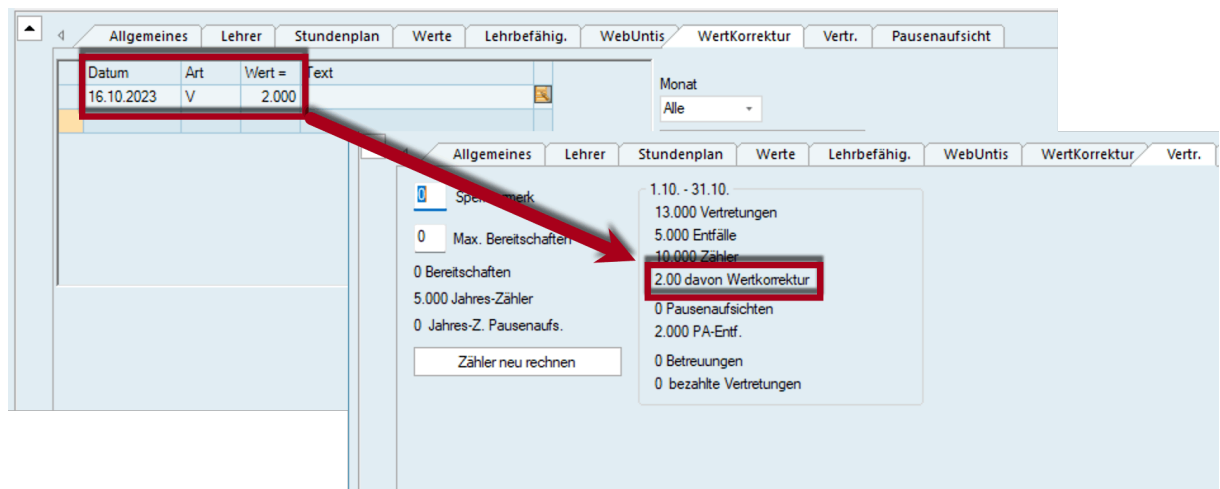 Allgemeines Lehrer Stundenplan Werte Lehrbefähig. WebUntis WertKorrektur Vertr. Pausenaufsicht
Datum Art Wert = Text
16.10.2023 V 2.000
Monat
Alle
Allgemeines Lehrer Stundenplan Werte Lehrbefähig. WebUntis WertKorrektur Vertr.
0
0 Max. Bereitschaften
0 Bereitschaften
5.000 Jahres-Zähler
0 Jahres-Z. Pausenaufs.
Zähler neu rechnen
1.10. - 31.10.
13.000 Vertretungen
5.000 Entfälle
10.000 Zähler
2.00 davon Wertkorrektur
0 Pausenaufsichten
2.000 PA-Entf.
0 Betreuungen
0 bezahlte Vertretungen